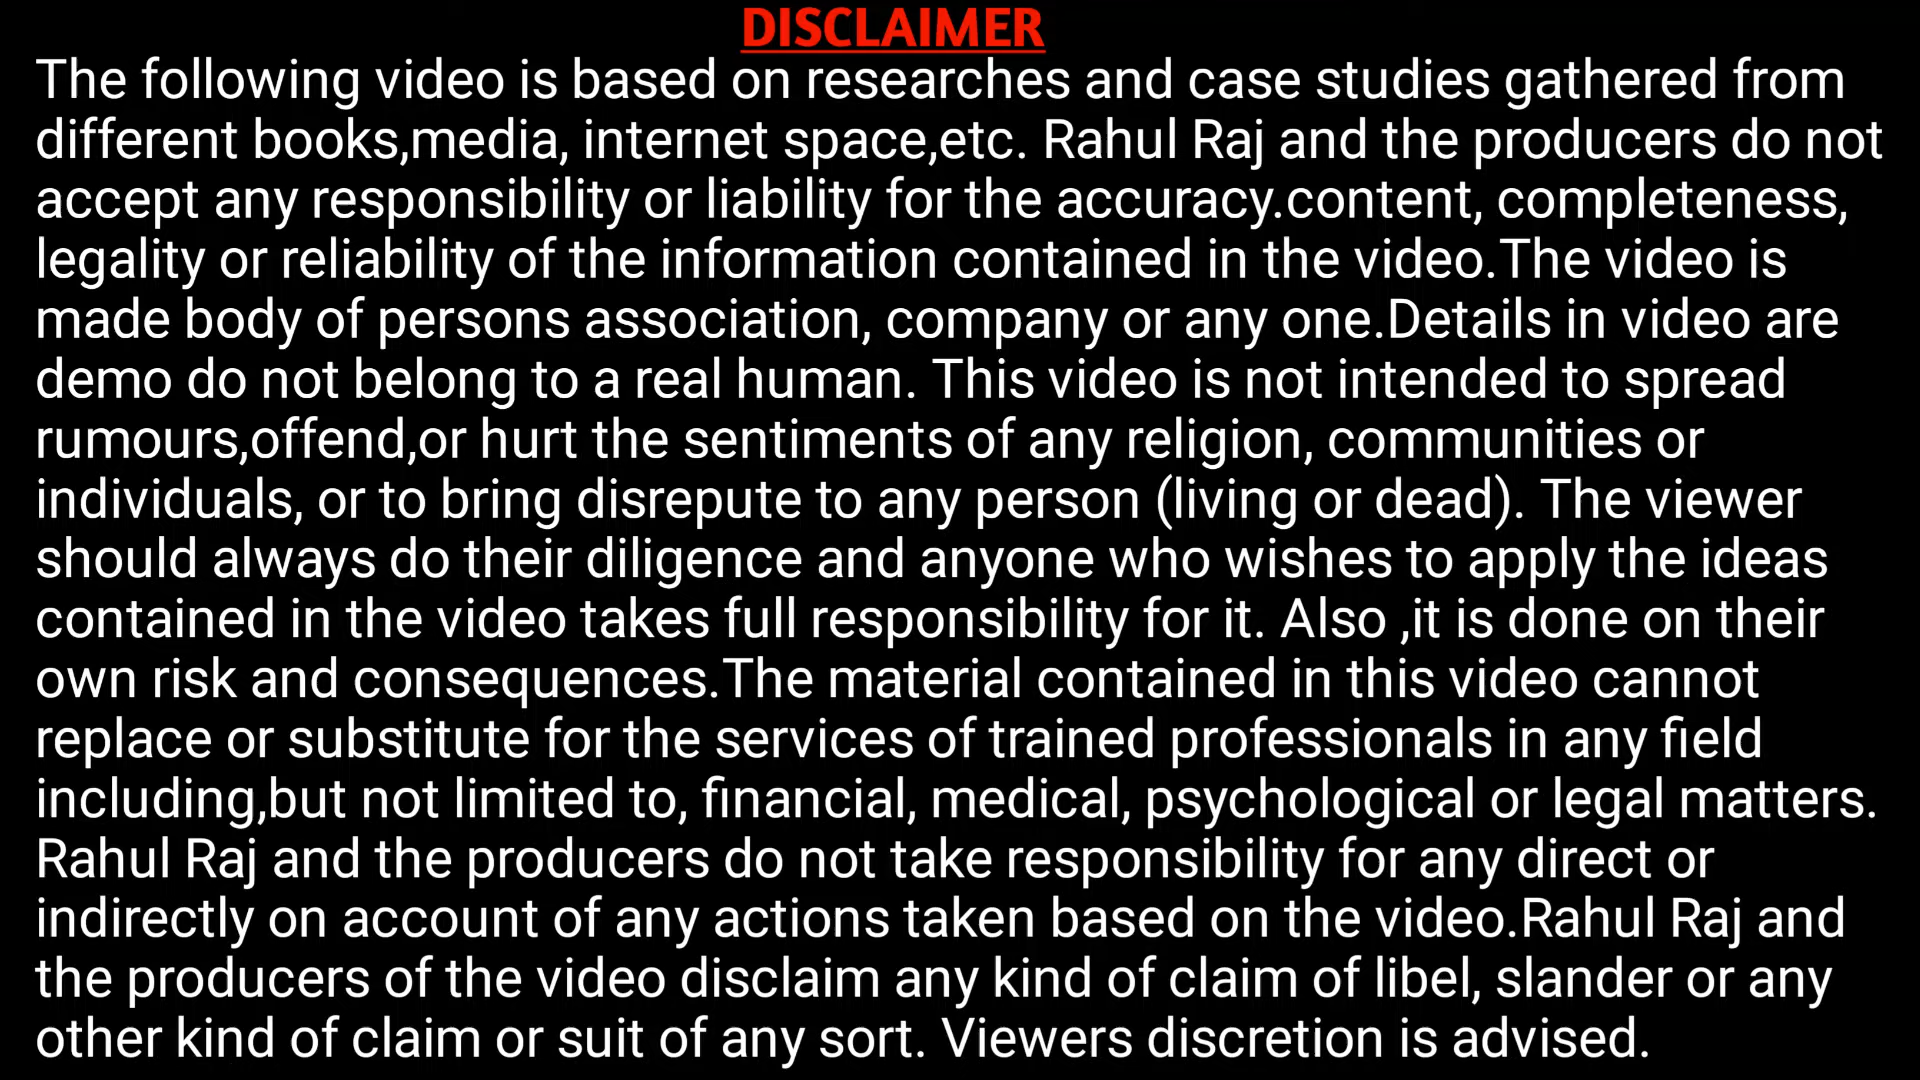 DISCLAIMER
The following video is based on researches and case studies gathered from
different books,media, internet space,etc. Rahul Raj and the producers do not
accept any responsibility or liability for the accuracy.content, completeness,
legality or reliability of the information contained in the video.The video is
made body of persons association, company or any one.Details in video are
demo do not belong to a real human. This video is not intended to spread
rumours,offend,or hurt the sentiments of any religion, communities or
individuals, or to bring disrepute to any person (living or dead). The viewer
should always do their diligence and anyone who wishes to apply the ideas
contained in the video takes full responsibility for it. Also ,it is done on their
own risk and consequences.The material contained in this video cannot
replace or substitute for the services of trained professionals in any field
including,but not limited to, financial, medical, psychological or legal matters.
Rahul Raj and the producers do not take responsibility for any direct or
indirectly on account of any actions taken based on the video.Rahul Raj and
the producers of the video disclaim any kind of claim of libel, slander or any
other kind of claim or suit of any sort. Viewers discretion is advised.